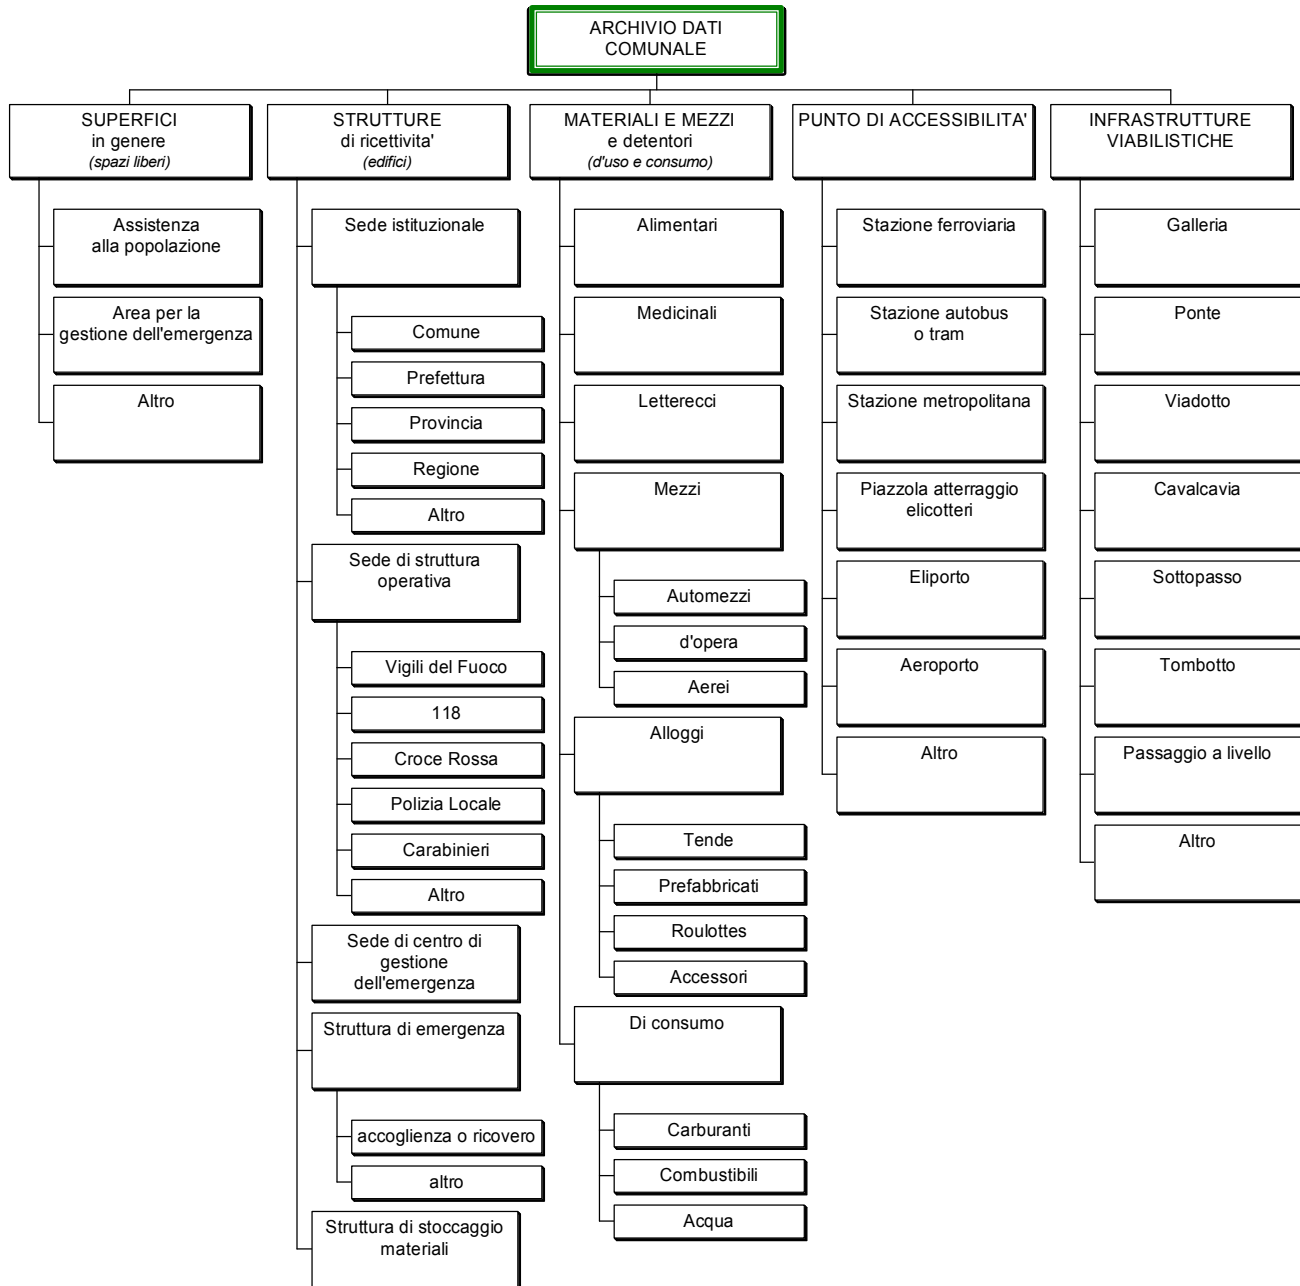 ARCHIVIO DATI
COMUNALE
SUPERFICI
in genere
(spazi liberi)
Assistenza
alla popolazione
Area per la
gestione dell'emergenza
Altro
STRUTTURE
di ricettivita'
(edifici)
Sede istituzionale
Comune
Prefettura
Provincia
Regione
Altro
Sede di struttura
operativa
Vigili del Fuoco
118
Croce Rossa
Polizia Locale
Carabinieri
Altro
Sede di centro di
gestione
dell'emergenza
Struttura di emergenza
accoglienza o ricovero
altro
Struttura di stoccaggio
materiali
MATERIALI E MEZZI
e detentori
(d'uso e consumo)
Alimentari
Medicinali
Letterecci
Mezzi
Automezzi
d'opera
Aerei
Alloggi
Tende
Prefabbricati
Roulottes
Accessori
Di consumo
Carburanti
Combustibili
Acqua
PUNTO DI ACCESSIBILITA'
Stazione ferroviaria
Stazione autobus
o tram
Stazione metropolitana
Piazzola atterraggio
elicotteri
Eliporto
Aeroporto
Altro
INFRASTRUTTURE
VIABILISTICHE
Galleria
Ponte
Viadotto
Cavalcavia
Sottopasso
Tombotto
Passaggio a livello
Altro